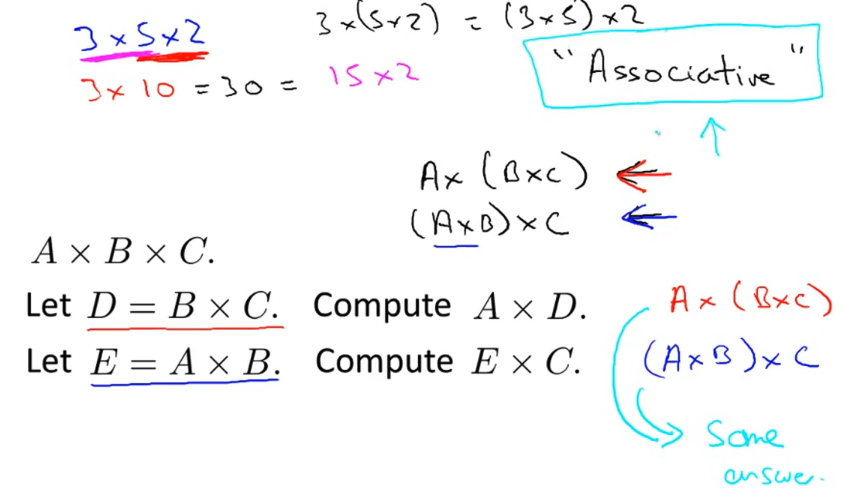 3 × (5 × 2) = (3 × 5) × 2
3 × 5 × 2
3 × 10 = 30 = 15 × 2
"Associative"
A × (B × C)
(A × B) × C
A × B × C.
Let D = B × C. Compute A × D.
A × (B × C)
Let E = A × B. Compute E × C.
(A × B) × C
Same
answer.